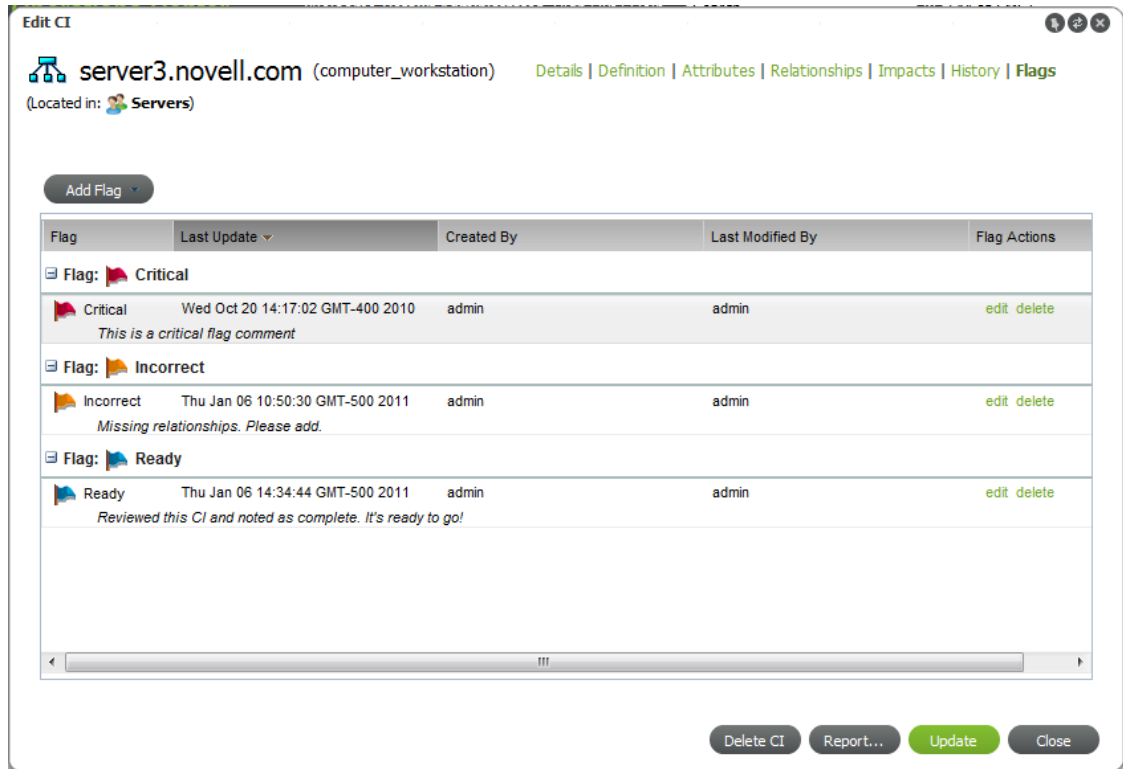 Edit CI
server3.novell.com (computer_workstation) Details | Definition | Attributes | Relationships | Impacts | History | Flags
(Located in: Servers)
Add Flag
Flag Last Update Created By Last Modified By Flag Actions
Flag: Critical
Critical Wed Oct 20 14:17:02 GMT-400 2010 admin admin edit delete
This is a critical flag comment
Flag: Incorrect
Incorrect Thu Jan 06 10:50:30 GMT-500 2011 admin admin edit delete
Missing relationships. Please add.
Flag: Ready
Ready Thu Jan 06 14:34:44 GMT-500 2011 admin admin edit delete
Reviewed this CI and noted as complete. It's ready to go!
Delete CI Report... Update Close